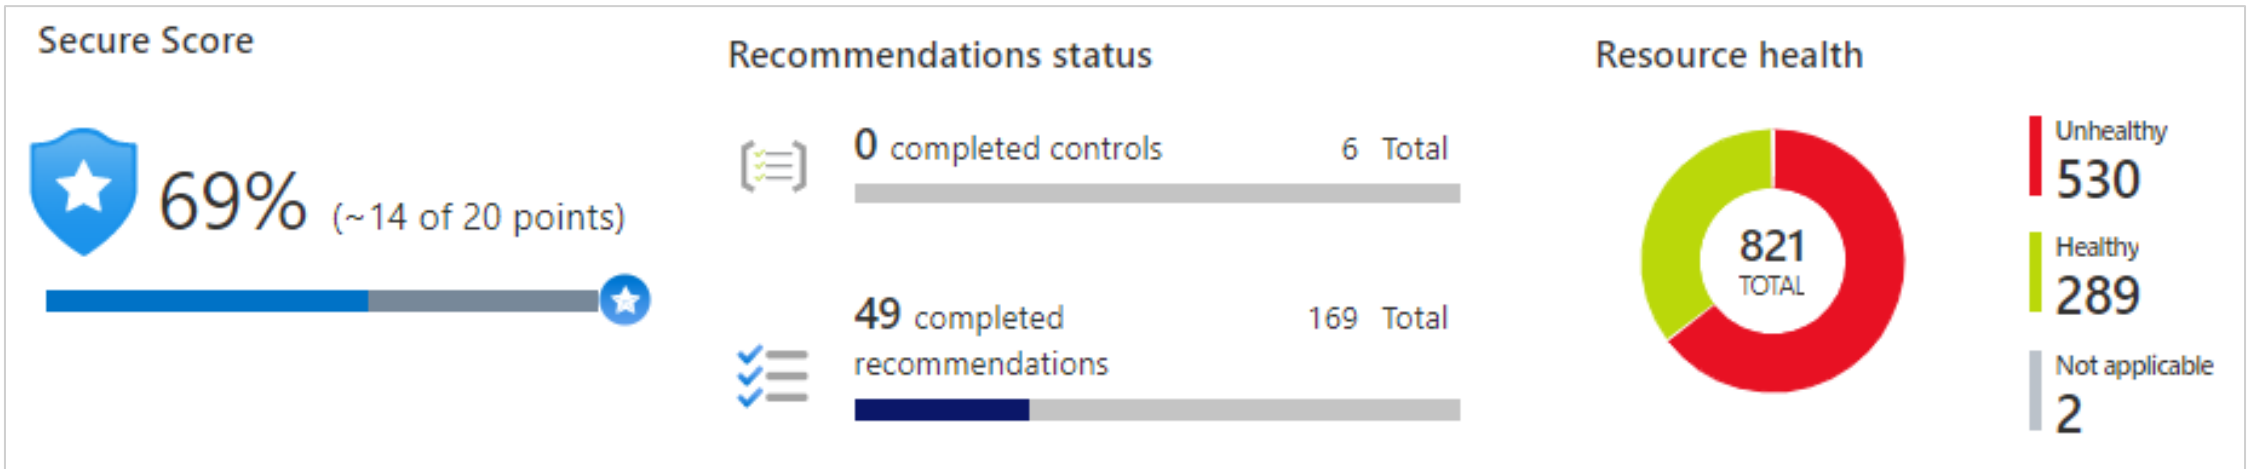 Secure Score
69% (~14 of 20 points)
Recommendations status
0 completed controls 6 Total
49 completed 169 Total
recommendations
Resource health
821
TOTAL
Unhealthy
530
Healthy
289
Not applicable
2